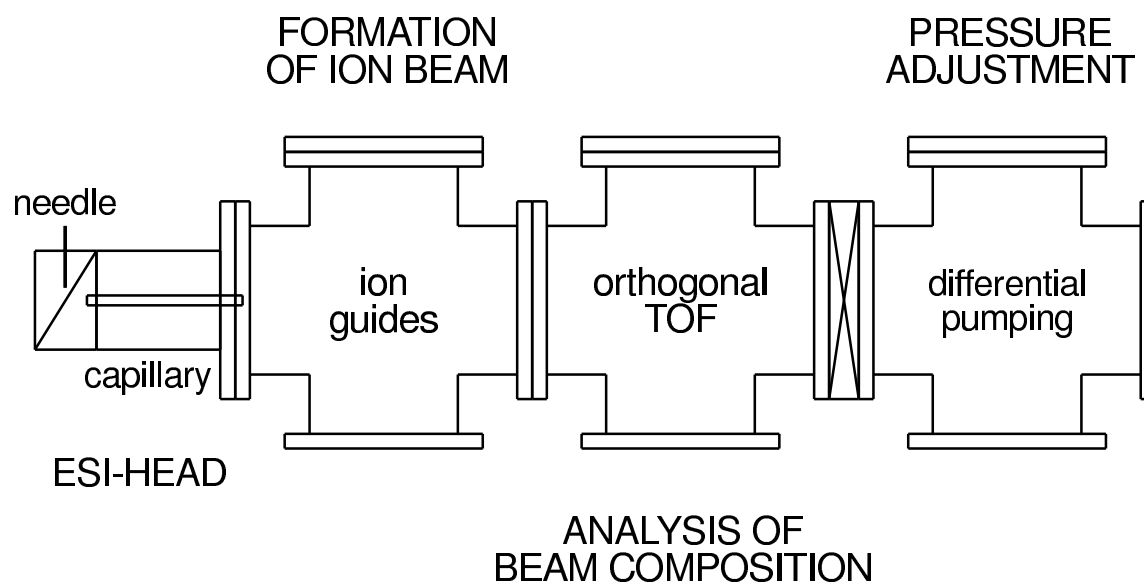 FORMATION
OF ION BEAM
PRESSURE
ADJUSTMENT
needle
ion
guides
orthogonal
TOF
differential
pumping
capillary
ESI-HEAD
ANALYSIS OF
BEAM COMPOSITION